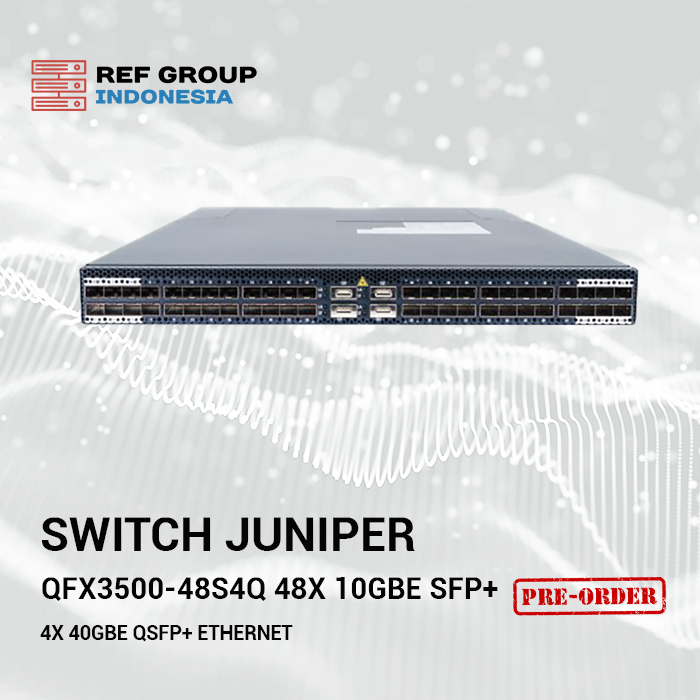 REF GROUP
INDONESIA
SWITCH JUNIPER
QFX3500-48S4Q 48X 10GBE SFP+
PRE-ORDER
4X 40GBE QSFP+ ETHERNET